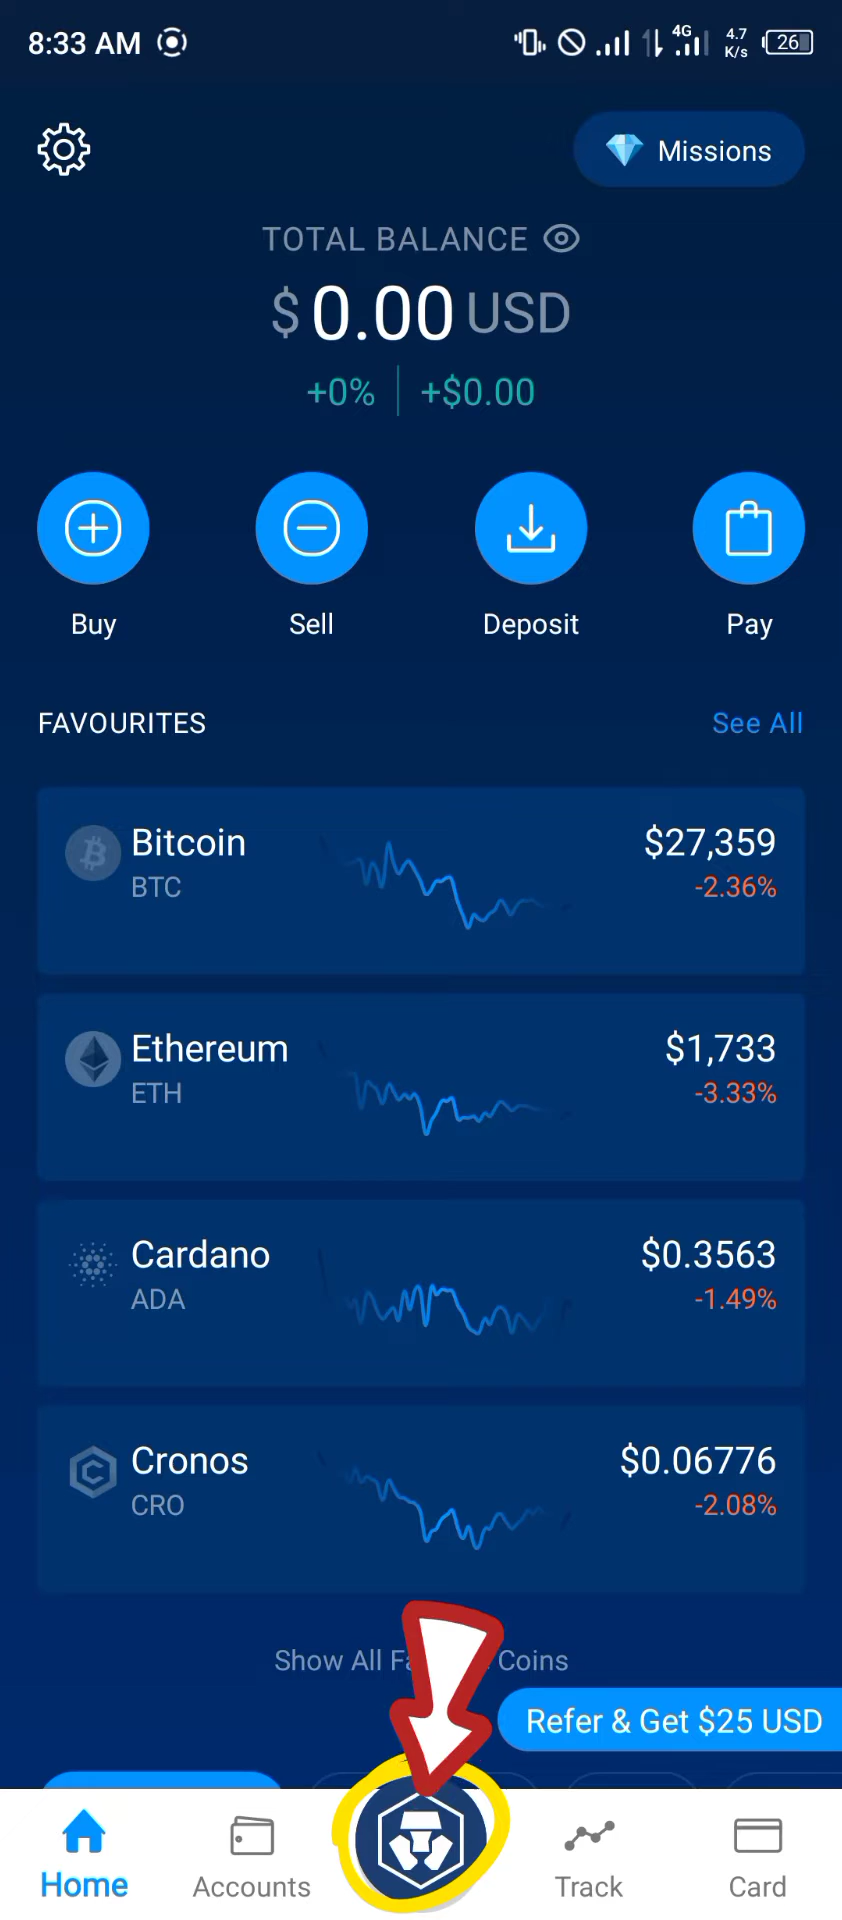 8:33 AM
4G
4.7
K/s
26
Missions
TOTAL BALANCE
$ 0.00 USD
+0% +$0.00
Buy Sell Deposit Pay
FAVOURITES See All
Bitcoin $27,359
BTC -2.36%
Ethereum $1,733
ETH -3.33%
Cardano $0.3563
ADA -1.49%
Cronos $0.06776
CRO -2.08%
Show All Fa Coins
Refer & Get $25 USD
Home Accounts Track Card